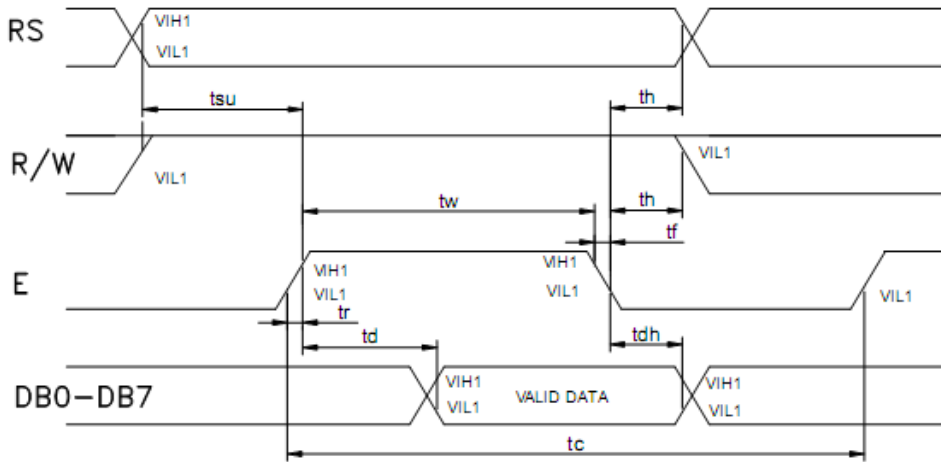 RS
VIH1
VIL1
tsu
th
R/W
VIL1
VIL1
tw
th
tf
E
VIH1
VIL1
VIH1
VIL1
VIL1
tr
td
tdh
DB0-DB7
VIH1
VIL1
VALID DATA
VIH1
VIL1
tc